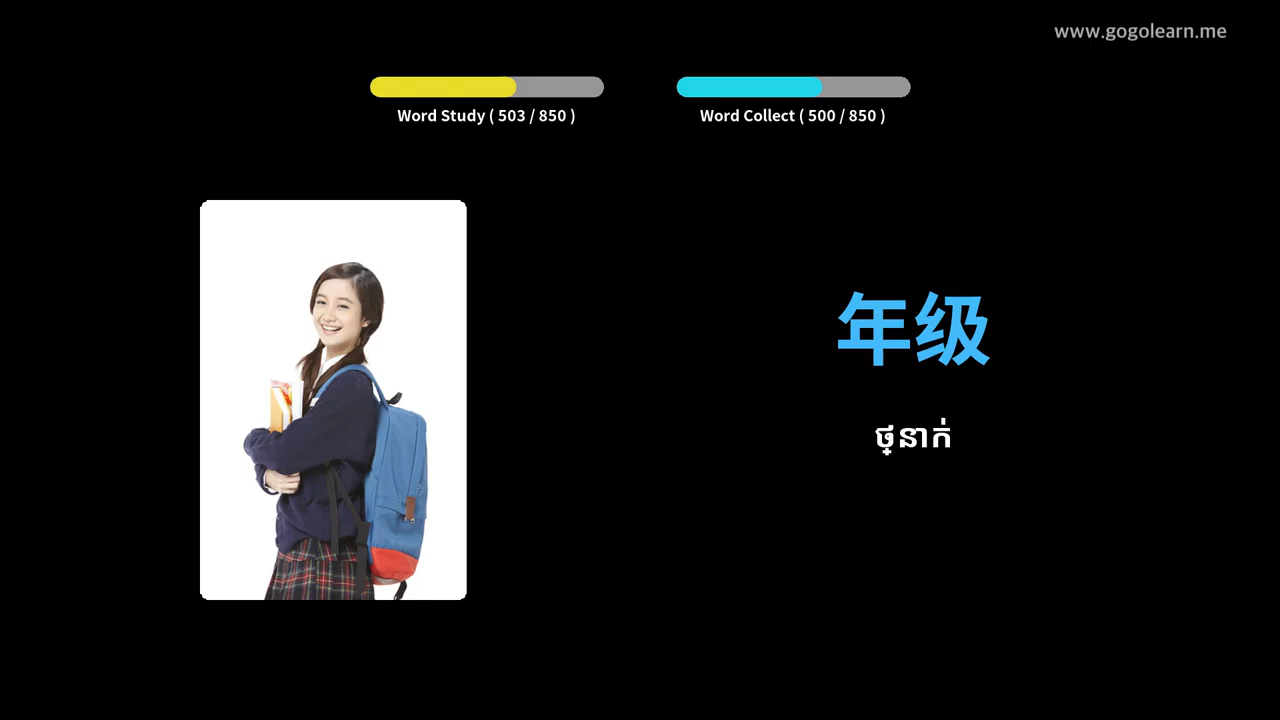 www.gogolearn.me
Word Study ( 503 / 850 )
Word Collect ( 500 / 850 )
年级
ថ្នាក់